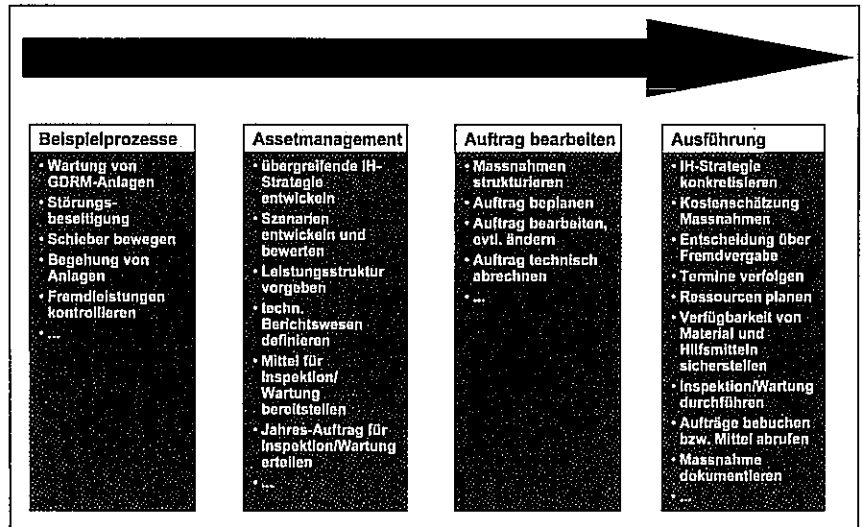 Beispielprozesse
• Wartung von
GDRM-Anlagen
• Störungs-
beseitigung
• Schieber bewegen
• Begehung von
Anlagen
• Fremdleistungen
kontrollieren
• ...
Assetmanagement
• übergreifende IH-
Strategie
entwickeln
• Szenarien
entwickeln und
bewerten
• Leistungsstruktur
vorgeben
• techn.
Berichtswesen
definieren
• Mittel für
Inspektion/
Wartung
bereitstellen
• Jahres-Auftrag für
Inspektion/Wartung
erteilen
• ...
Auftrag bearbeiten
• Massnahmen
strukturieren
• Auftrag beplanen
• Auftrag bearbeiten,
evtl. ändern
• Auftrag technisch
abrechnen
• ...
Ausführung
• IH-Strategie
konkretisieren
• Kostenschätzung
Massnahmen
• Entscheidung über
Fremdvergabe
• Termine verfolgen
• Ressourcen planen
• Verfügbarkeit von
Material und
Hilfsmitteln
sicherstellen
• Inspektion/Wartung
durchführen
• Aufträge bebuchen
bzw. Mittel abrufen
• Massnahme
dokumentieren
• ...